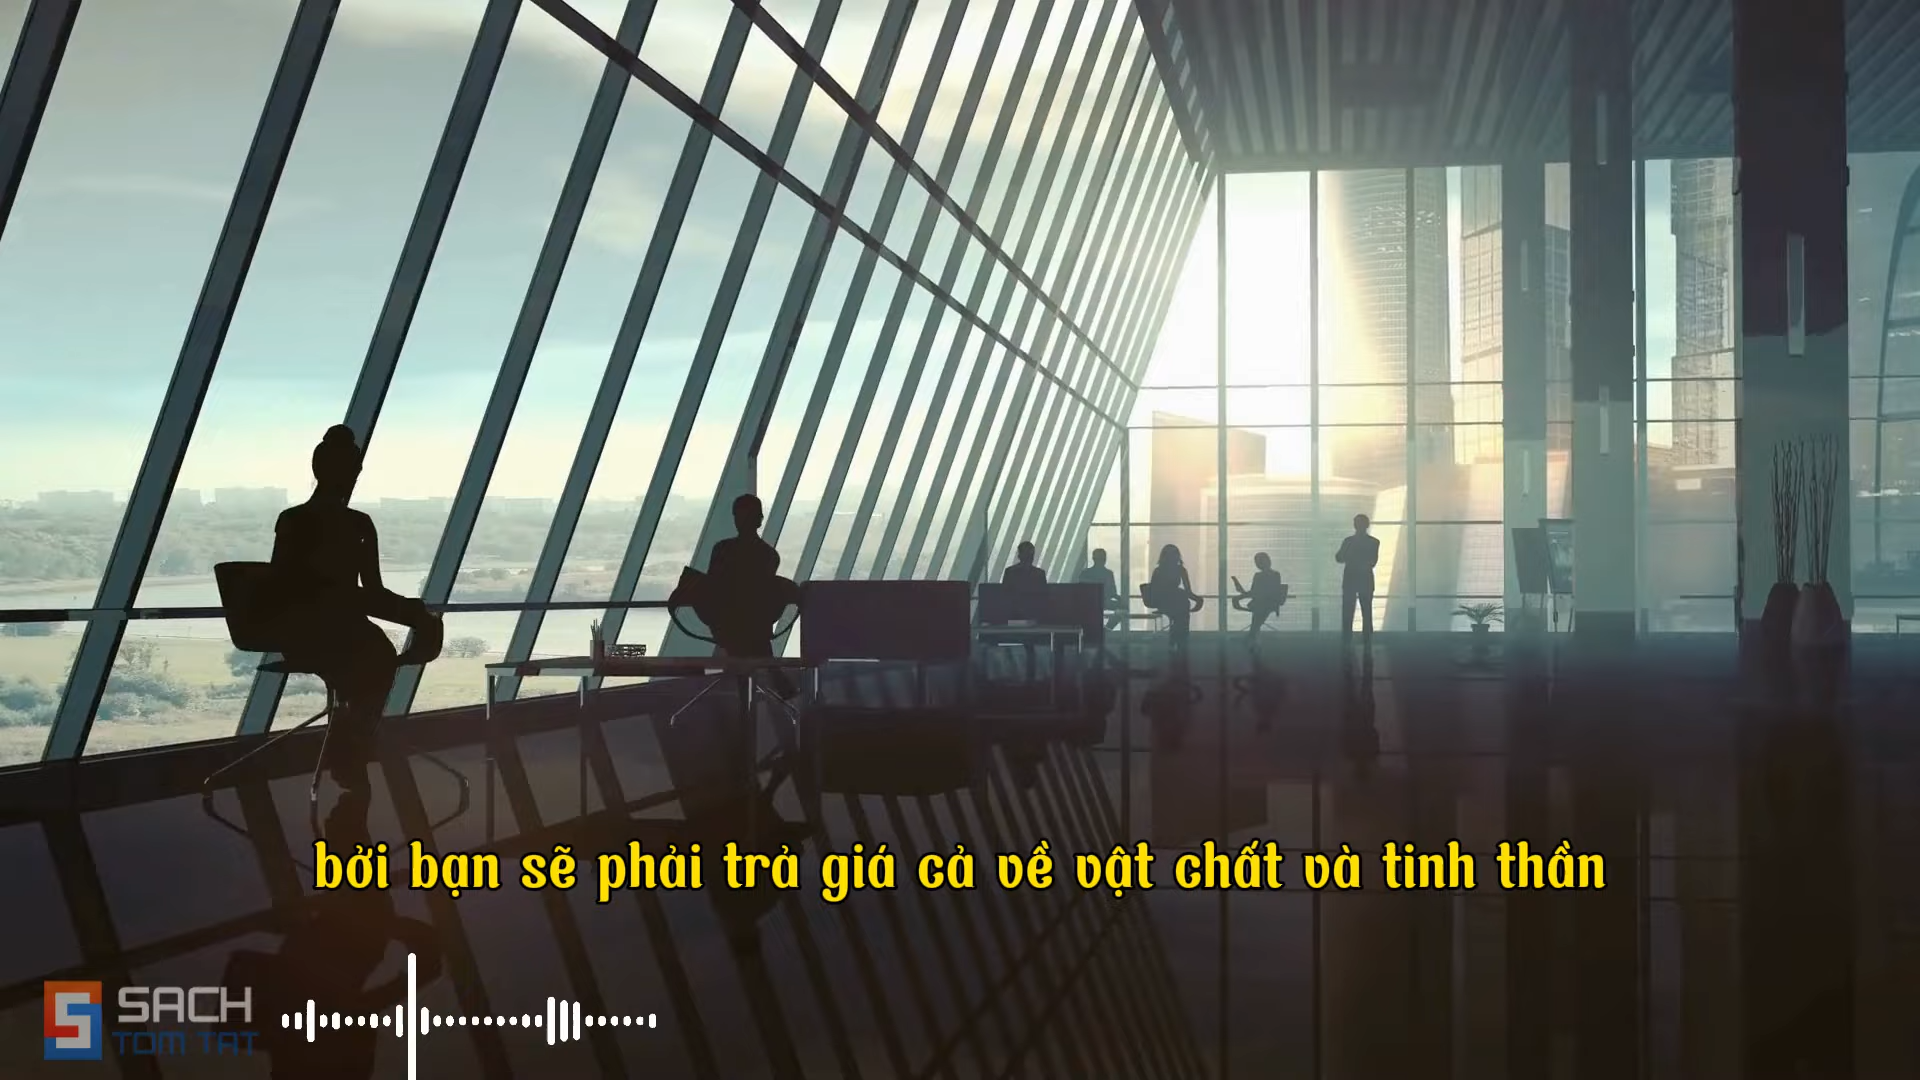 bởi bạn sẽ phải trả giá cả về vật chất và tinh thần
SACH
TOM TAT